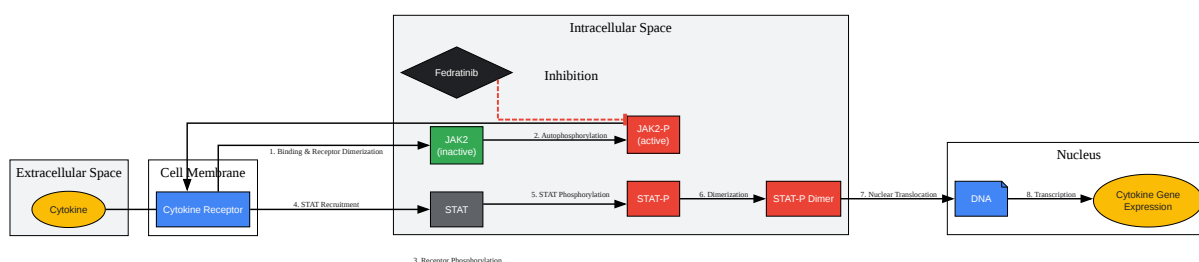 Intracellular Space
Fedratinib
Inhibition
JAK2
(inactive)
2. Autophosphorylation
JAK2-P
(active)
1. Binding & Receptor Dimerization
Extracellular Space
Cell Membrane
Nucleus
Cytokine
Cytokine Receptor
4. STAT Recruitment
STAT
5. STAT Phosphorylation
STAT-P
6. Dimerization
STAT-P Dimer
7. Nuclear Translocation
DNA
8. Transcription
Cytokine Gene
Expression
3. Receptor Phosphorylation